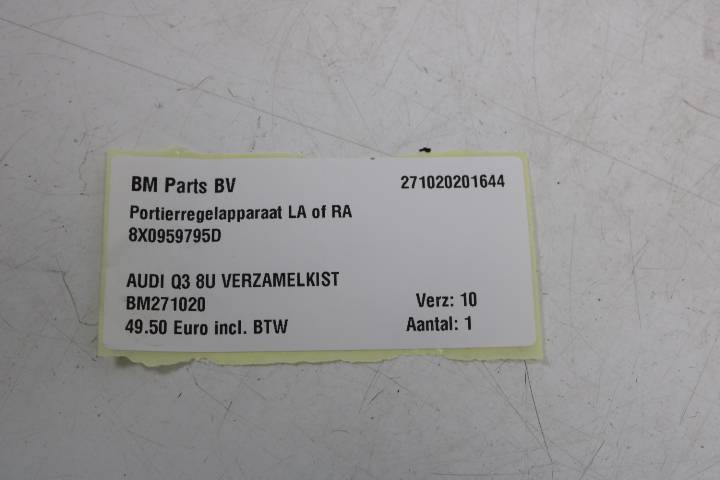 BM Parts BV 271020201644
Portierregelapparaat LA of RA
8X0959795D
AUDI Q3 8U VERZAMELKIST
BM271020 Verz: 10
49.50 Euro incl. BTW Aantal: 1